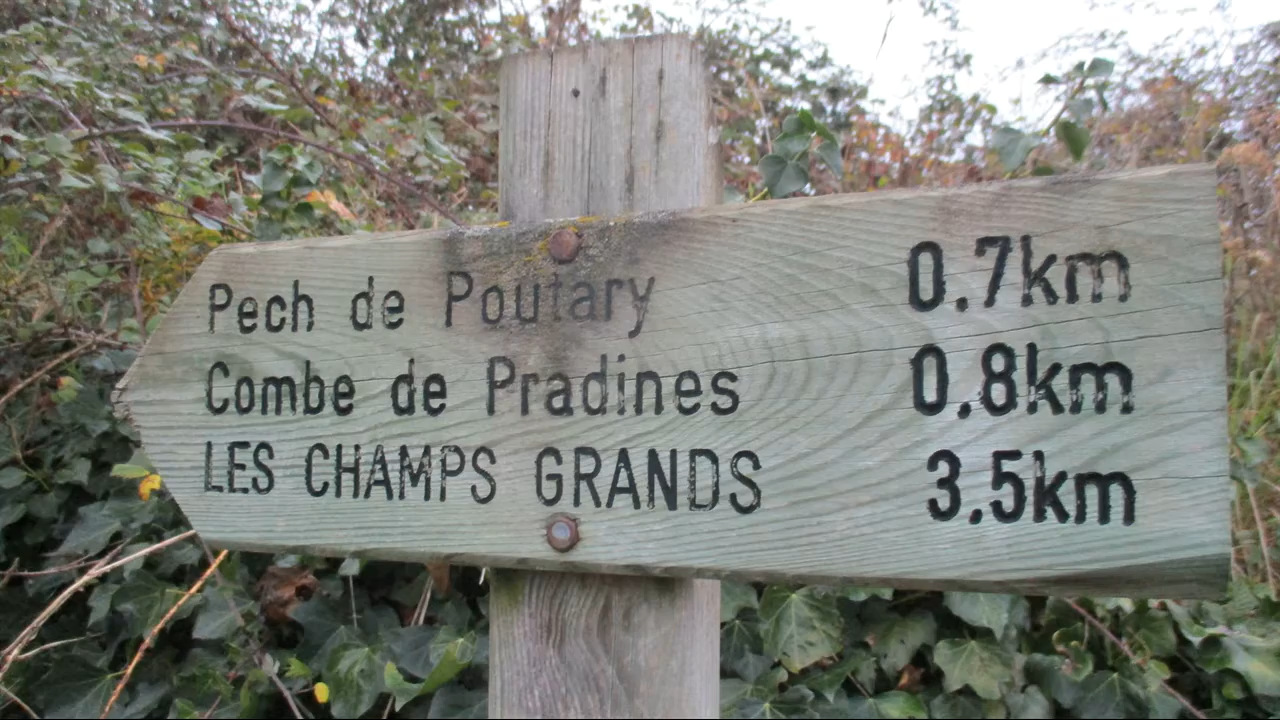 Pech de Poutary 0.7km
Combe de Pradines 0.8km
LES CHAMPS GRANDS 3.5km